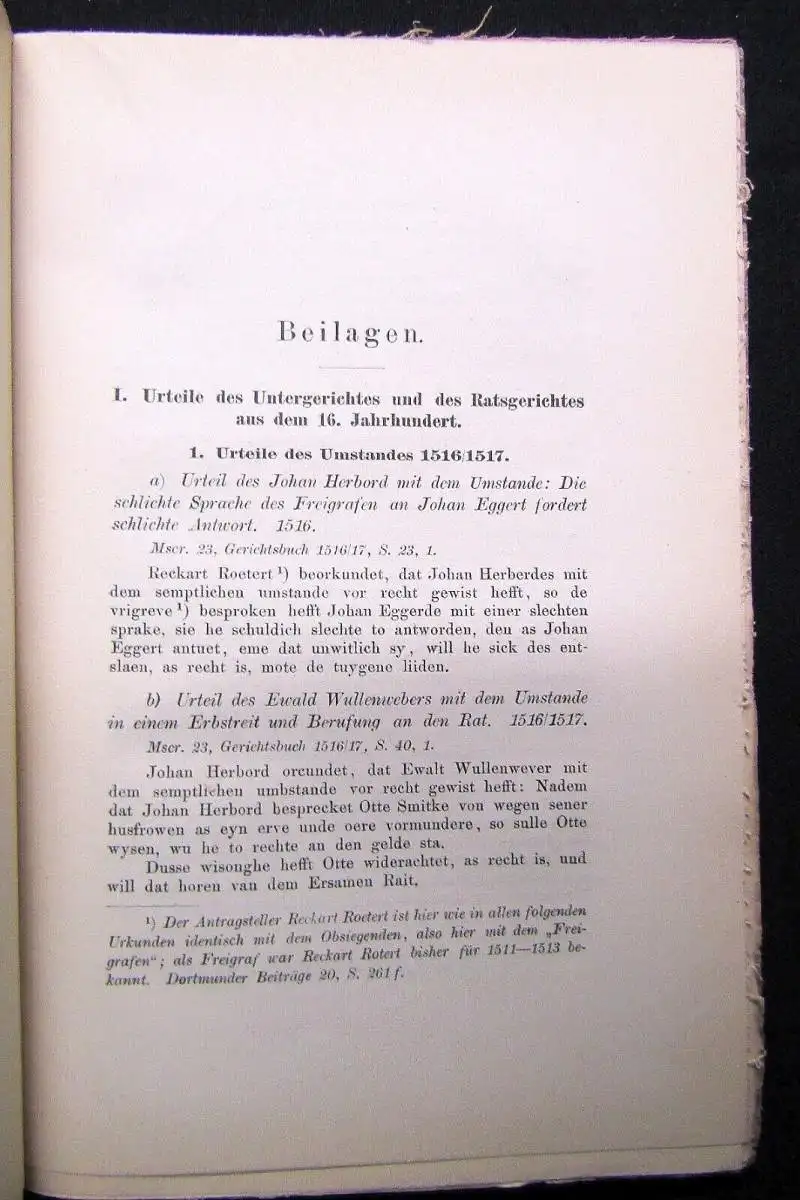 Beilagen.
I. Urteile des Untergerichtes und des Ratsgerichtes
aus dem 16. Jahrhundert.
1. Urteile des Umstandes 1516/1517.
a) Urteil des Johan Herbord mit dem Umstande: Die
schlichte Sprache des Freigrafen an Johan Eggert fordert
schlichte Antwort. 1516.
Mscr. 23, Gerichtsbuch 1516/17, S. 23, 1.
Reckart Roetert ¹) beorkundet, dat Johan Herberdes mit
dem semptlichen umstande vor recht gewist hefft, so de
vrigreve ¹) besproken hefft Johan Eggerde mit einer slechten
sprake, sie he schuldich slechte to antworden, den as Johan
Eggert antuet, eme dat unwitlich sy, will he sick des ent-
slaen, as recht is, mote de tuygene liiden.
b) Urteil des Ewald Wullenwebers mit dem Umstande
in einem Erbstreit und Berufung an den Rat. 1516/1517.
Mscr. 23, Gerichtsbuch 1516/17, S. 40, 1.
Johan Herbord orcundet, dat Ewalt Wullenwever mit
dem semptlichen umbstande vor recht gewist hefft: Nadem
dat Johan Herbord besprecket Otte Smitke von wegen sener
husfrowen as eyn erve unde oere vormundere, so sulle Otte
wysen, wu he to rechte an den gelde sta.
Dusse wisonghe hefft Otte widerachtet, as recht is, und
will dat horen van dem Ersamen Rait.
¹) Der Antragsteller Reckart Roetert ist hier wie in allen folgenden
Urkunden identisch mit dem Obsiegenden, also hier mit dem „Frei-
grafen“; als Freigraf war Reckart Rotert bisher für 1511—1513 be-
kannt. Dortmunder Beiträge 20, S. 261 f.